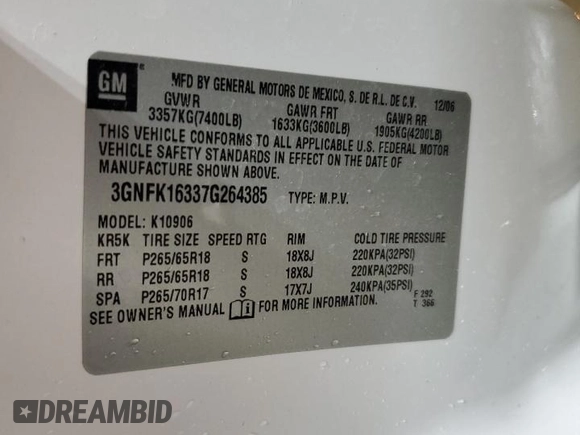 GM ®
MFD BY GENERAL MOTORS DE MEXICO, S. DE R.L. DE C.V. 12/06
GVWR GAWR FRT GAWR RR
3357KG(7400LB) 1633KG(3600LB) 1905KG(4200LB)
THIS VEHICLE CONFORMS TO ALL APPLICABLE U.S. FEDERAL MOTOR
VEHICLE SAFETY STANDARDS IN EFFECT ON THE DATE OF
MANUFACTURE SHOWN ABOVE.
3GNFK16337G264385 TYPE: M.P.V.
MODEL: K10906
KR5K TIRE SIZE SPEED RTG RIM COLD TIRE PRESSURE
FRT P265/65R18 S 18X8J 220KPA(32PSI)
RR P265/65R18 S 18X8J 220KPA(32PSI)
SPA P265/70R17 S 17X7J 240KPA(35PSI)
SEE OWNER'S MANUAL i FOR MORE INFORMATION.
F 292
T 366
DREAMBID